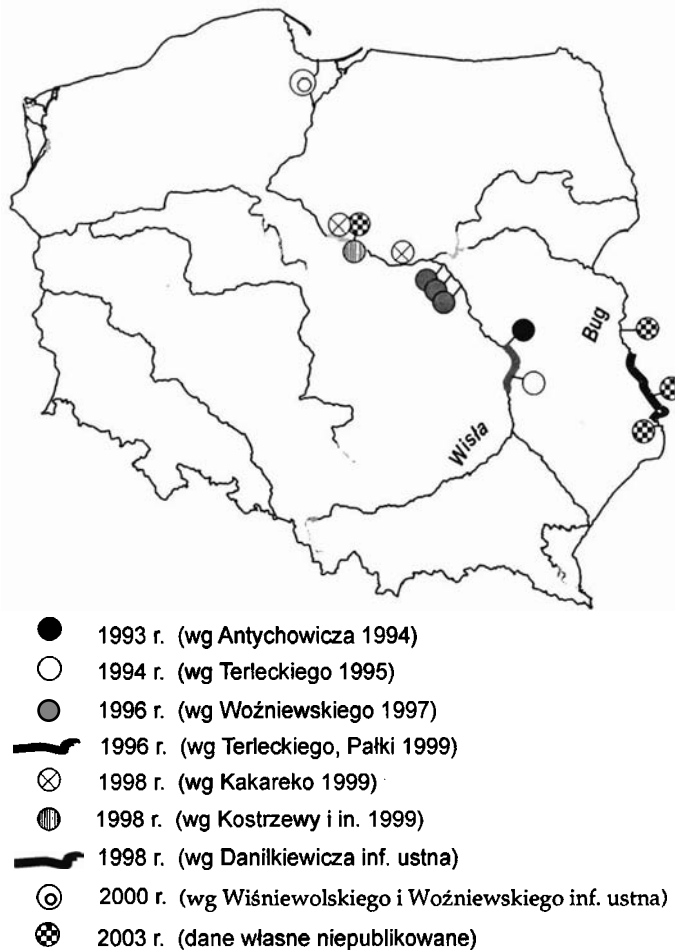 Bug
Wisła
1993 r. (wg Antychowicza 1994)
1994 r. (wg Terleckiego 1995)
1996 r. (wg Woźniewskiego 1997)
1996 r. (wg Terleckiego, Pałki 1999)
1998 r. (wg Kakareko 1999)
1998 r. (wg Kostrzewy i in. 1999)
1998 r. (wg Danilkiewicza inf. ustna)
2000 r. (wg Wiśniewolskiego i Woźniewskiego inf. ustna)
2003 r. (dane własne niepublikowane)